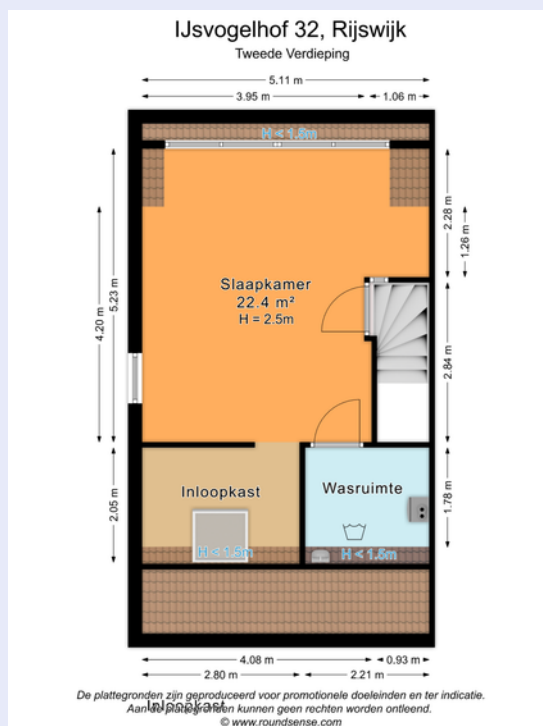 IJsvogelhof 32, Rijswijk
Tweede Verdieping
5.11 m
3.95 m
1.06 m
H < 1.5m
2.28 m
1.26 m
5.23 m
4.20 m
Slaapkamer
22.4 m²
H = 2.5m
2.84 m
Inloopkast
Wasruimte
2.05 m
1.78 m
H < 1.5m
H < 1.5m
4.08 m
0.93 m
2.80 m
2.21 m
De plattegronden zijn geproduceerd voor promotionele doeleinden en ter indicatie.
Inloopkast
Aan de plattegronden kunnen geen rechten worden ontleend.
© www.roundsense.com